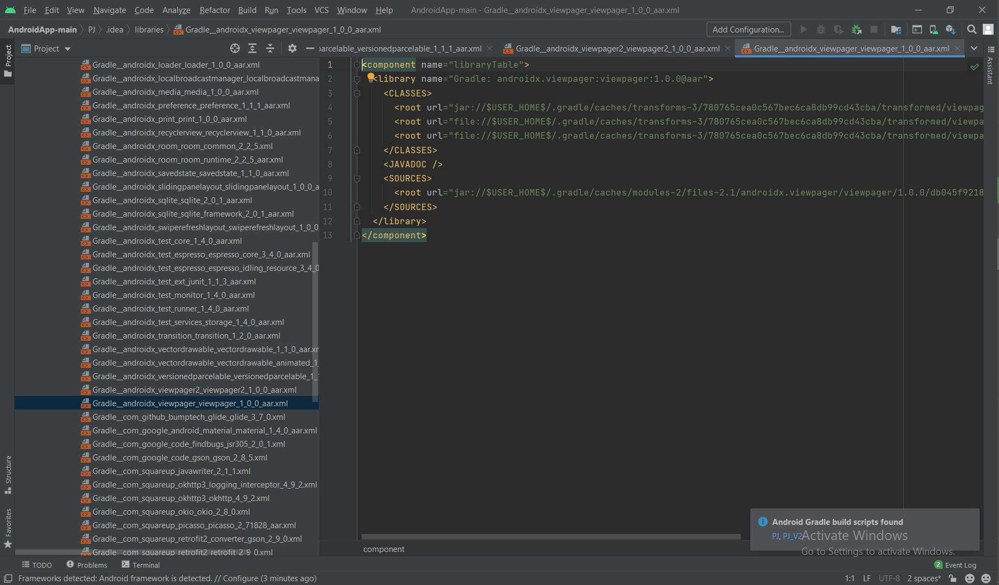 File Edit View Navigate Code Analyze Refactor Build Run Tools VCS Window Help AndroidApp-main - Gradle__androidx_viewpager_viewpager_1_0_0_aar.xml
AndroidApp-main PJ .idea libraries Gradle__androidx_viewpager_viewpager_1_0_0_aar.xml Add Configuration...
Project
Project
arcelable_versionedparcelable_1_1_1_aar.xml Gradle__androidx_viewpager2_viewpager2_1_0_0_aar.xml Gradle__androidx_viewpager_viewpager_1_0_0_aar.xml
Assistant
Gradle__androidx_loader_loader_1_0_0_aar.xml
Gradle__androidx_localbroadcastmanager_localbroadcastmana
Gradle__androidx_media_media_1_0_0_aar.xml
Gradle__androidx_preference_preference_1_1_1_aar.xml
Gradle__androidx_print_print_1_0_0_aar.xml
Gradle__androidx_recyclerview_recyclerview_1_1_0_aar.xml
Gradle__androidx_room_room_common_2_2_5.xml
Gradle__androidx_room_room_runtime_2_2_5_aar.xml
Gradle__androidx_savedstate_savedstate_1_1_0_aar.xml
Gradle__androidx_slidingpanelayout_slidingpanelayout_1_0_0_a
Gradle__androidx_sqlite_sqlite_2_0_1_aar.xml
Gradle__androidx_sqlite_sqlite_framework_2_0_1_aar.xml
Gradle__androidx_swiperefreshlayout_swiperefreshlayout_1_0_0_
Gradle__androidx_test_core_1_4_0_aar.xml
Gradle__androidx_test_espresso_espresso_core_3_4_0_aar.xml
Gradle__androidx_test_espresso_espresso_idling_resource_3_4_0
Gradle__androidx_test_ext_junit_1_1_3_aar.xml
Gradle__androidx_test_monitor_1_4_0_aar.xml
Gradle__androidx_test_runner_1_4_0_aar.xml
Gradle__androidx_test_services_storage_1_4_0_aar.xml
Gradle__androidx_transition_transition_1_2_0_aar.xml
Gradle__androidx_vectordrawable_vectordrawable_1_1_0_aar.xm
Gradle__androidx_vectordrawable_vectordrawable_animated_1_
Gradle__androidx_versionedparcelable_versionedparcelable_1_1
Gradle__androidx_viewpager2_viewpager2_1_0_0_aar.xml
Gradle__androidx_viewpager_viewpager_1_0_0_aar.xml
Gradle__com_github_bumptech_glide_glide_3_7_0.xml
Gradle__com_google_android_material_material_1_4_0_aar.xml
Gradle__com_google_code_findbugs_jsr305_2_0_1.xml
Gradle__com_google_code_gson_gson_2_8_5.xml
Gradle__com_squareup_javawriter_2_1_1.xml
Gradle__com_squareup_okhttp3_logging_interceptor_4_9_2.xml
Gradle__com_squareup_okhttp3_okhttp_4_9_2.xml
Gradle__com_squareup_okio_okio_2_8_0.xml
Gradle__com_squareup_picasso_picasso_2_71828_aar.xml
Gradle__com_squareup_retrofit2_converter_gson_2_9_0.xml
Gradle__com_squareup_retrofit2_retrofit_2_9_0.xml
Structure
Favorites
1 <component name="libraryTable">
2 <library name="Gradle: androidx.viewpager:viewpager:1.0.0@aar">
3 <CLASSES>
4 <root url="jar://$USER_HOME$/.gradle/caches/transforms-3/780765cea0c567bec6ca8db99cd43cba/transformed/viewpag
5 <root url="file://$USER_HOME$/.gradle/caches/transforms-3/780765cea0c567bec6ca8db99cd43cba/transformed/viewpa
6 <root url="file://$USER_HOME$/.gradle/caches/transforms-3/780765cea0c567bec6ca8db99cd43cba/transformed/viewpa
7 </CLASSES>
8 <JAVADOC />
9 <SOURCES>
10 <root url="jar://$USER_HOME$/.gradle/caches/modules-2/files-2.1/androidx.viewpager/viewpager/1.0.0/db045f9218
11 </SOURCES>
12 </library>
13 </component>
Android Gradle build scripts found
PJ, PJ_V2
Activate Windows
Go to Settings to activate Windows.
component
TODO Problems Terminal 2 Event Log
Frameworks detected: Android framework is detected. // Configure (3 minutes ago) 1:1 LF UTF-8 2 spaces*